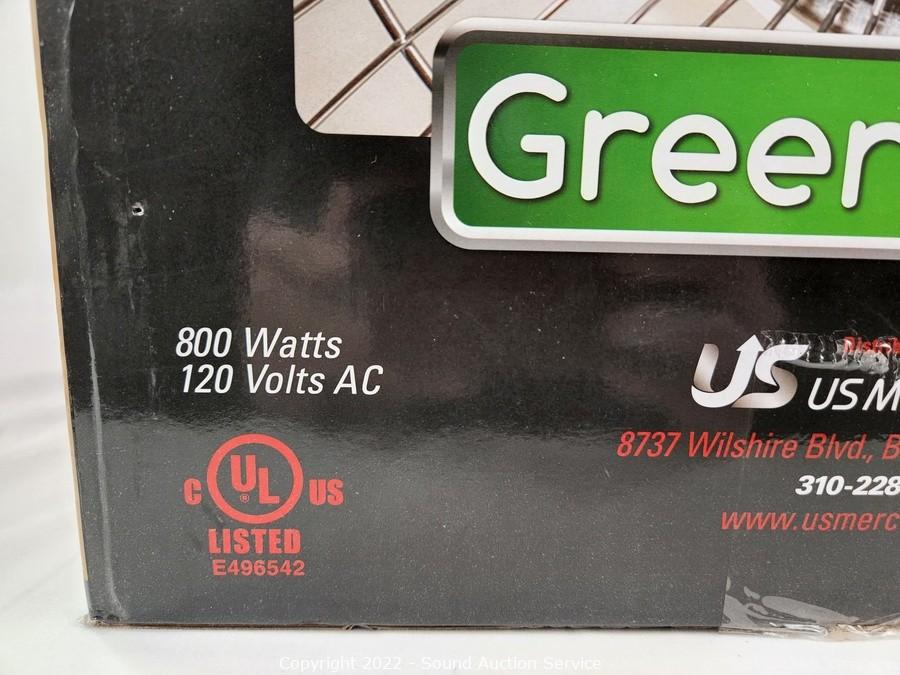 Green
800 Watts
120 Volts AC
US
US M
8737 Wilshire Blvd., B
310-228
www.usmerc
C UL ® US
LISTED
E496542
Copyright 2022 - Sound Auction Service